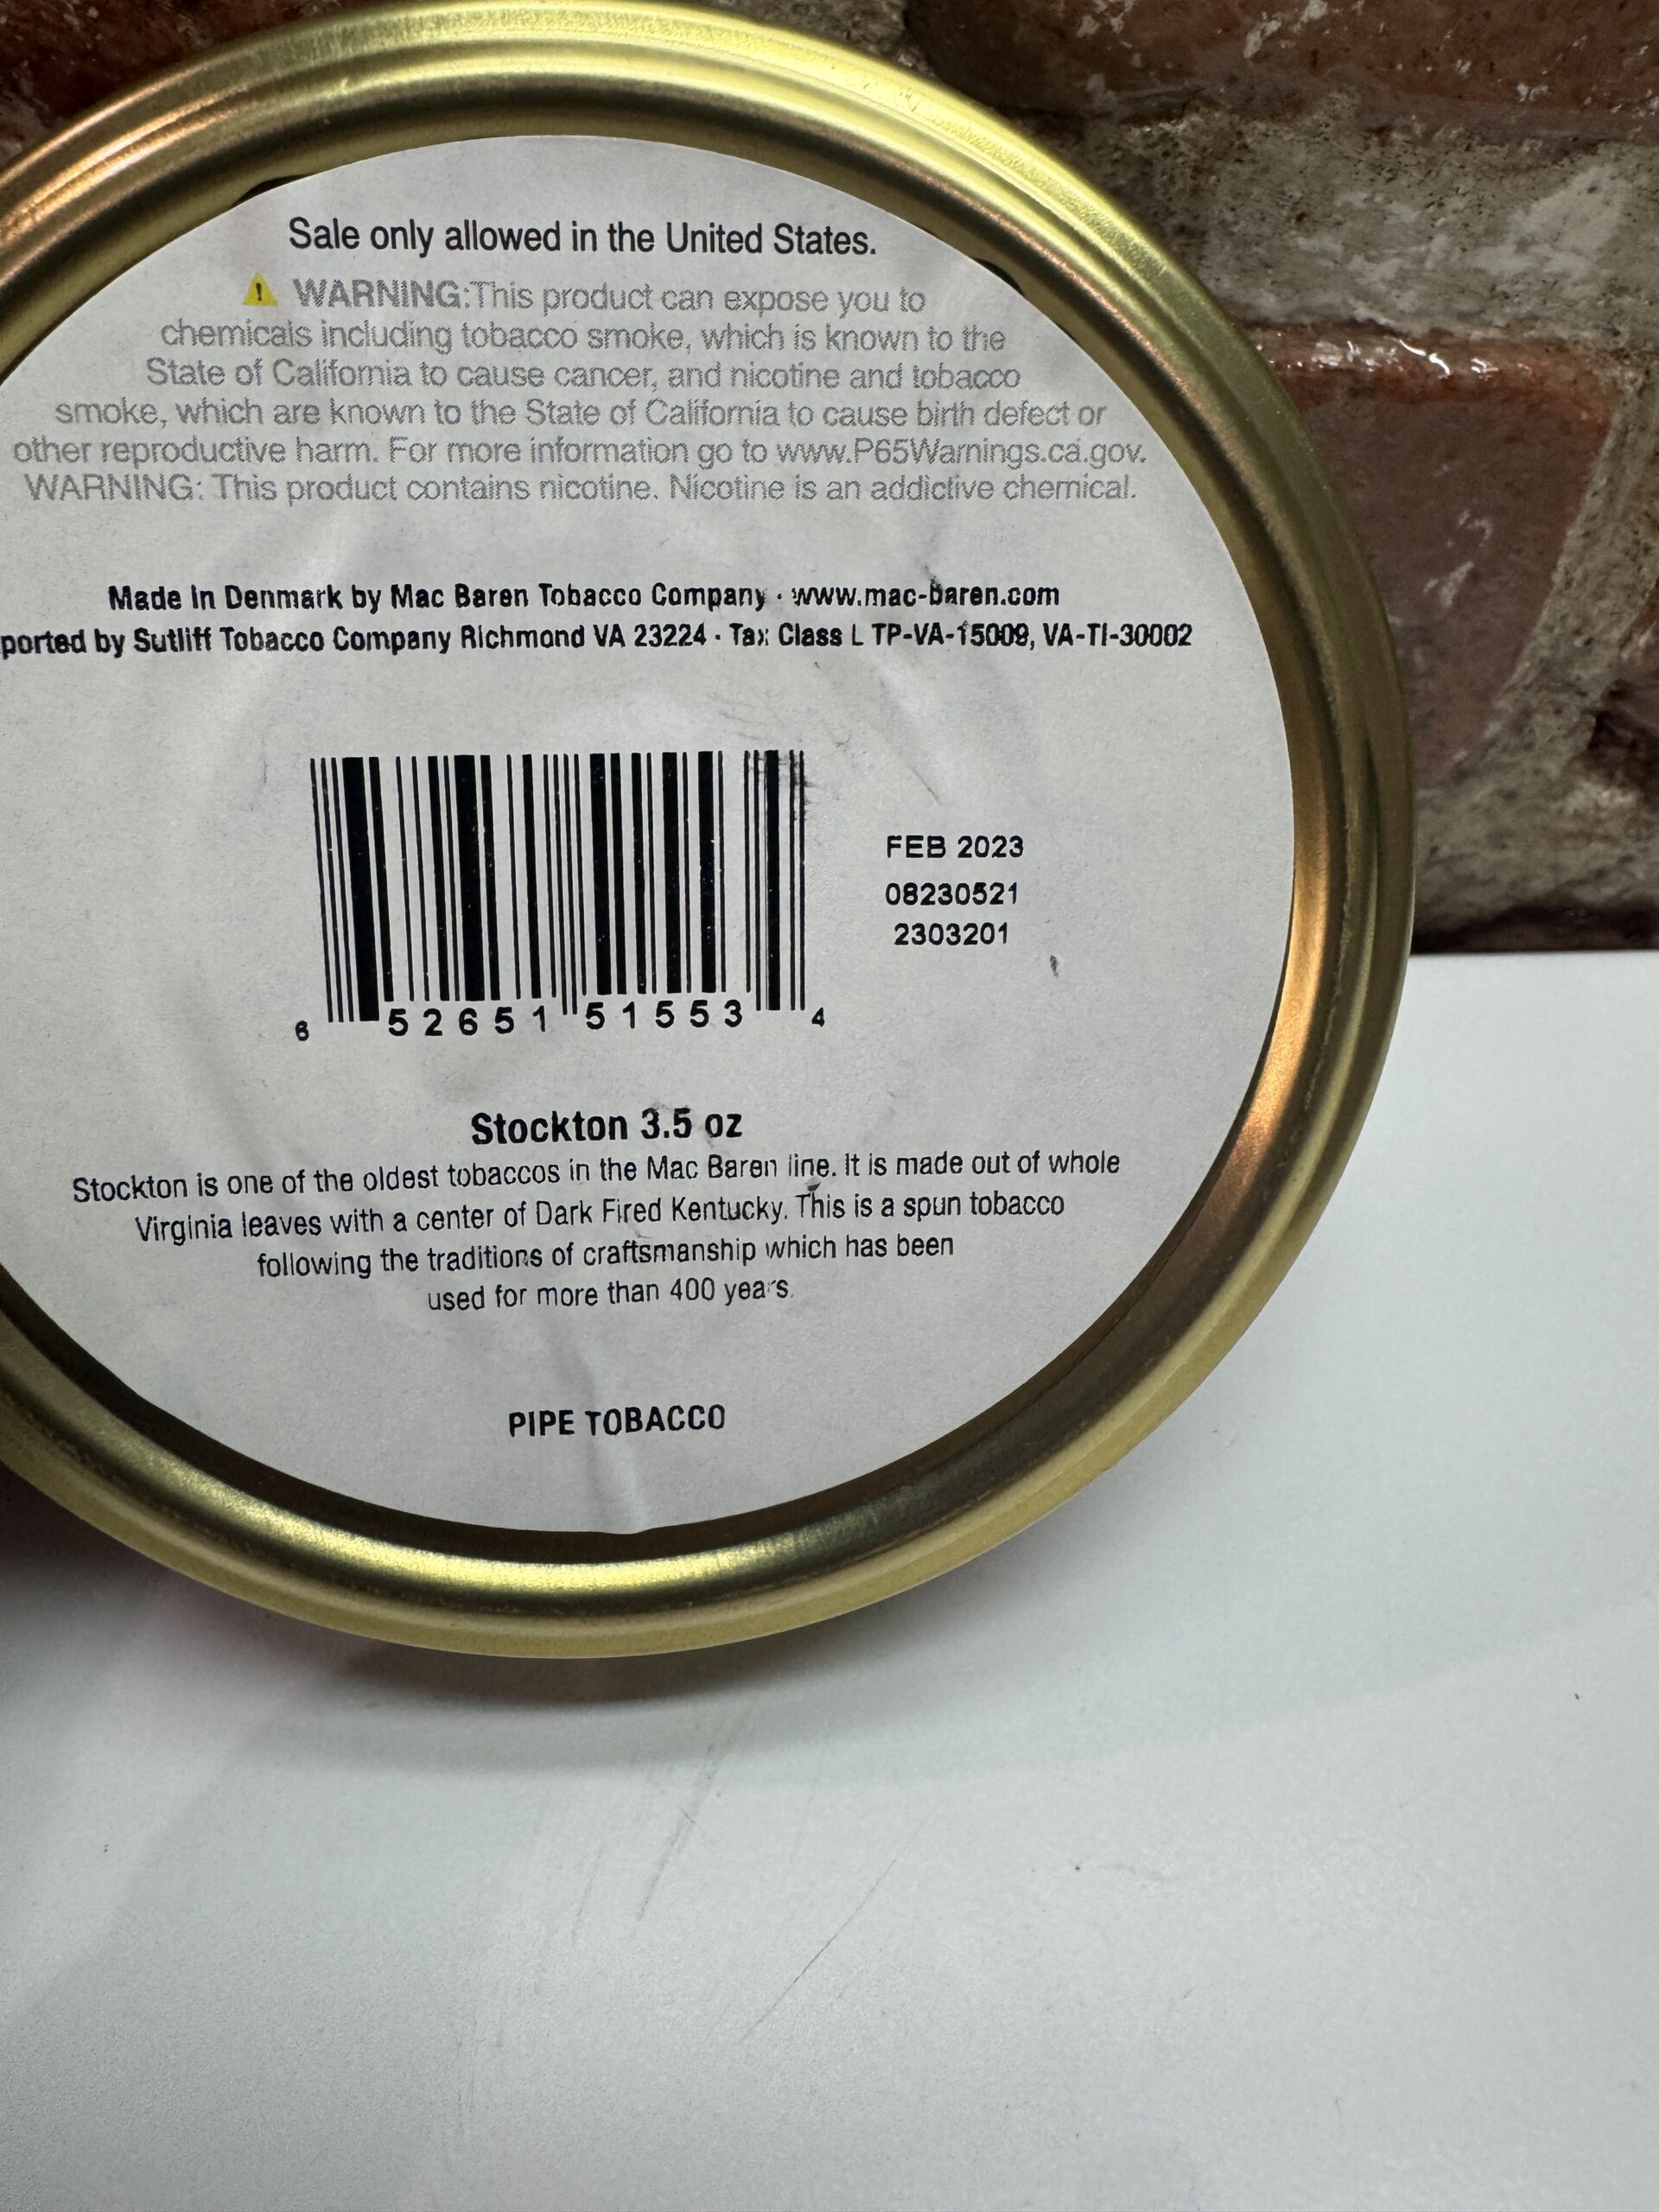 Sale only allowed in the United States.
⚠ WARNING:This product can expose you to
chemicals including tobacco smoke, which is known to the
State of California to cause cancer, and nicotine and tobacco
smoke, which are known to the State of California to cause birth defect or
other reproductive harm. For more information go to www.P65Warnings.ca.gov.
WARNING: This product contains nicotine. Nicotine is an addictive chemical.
Made in Denmark by Mac Baren Tobacco Company · www.mac-baren.com
ported by Sutliff Tobacco Company Richmond VA 23224 · Tax Class L TP-VA-15009, VA-TI-30002
FEB 2023
08230521
2303201
6 52651 51553 4
Stockton 3.5 oz
Stockton is one of the oldest tobaccos in the Mac Baren line. It is made out of whole
Virginia leaves with a center of Dark Fired Kentucky. This is a spun tobacco
following the traditions of craftsmanship which has been
used for more than 400 years.
PIPE TOBACCO